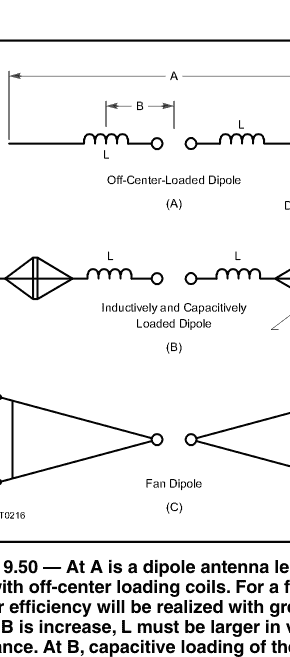 A
B
L
L
Off-Center-Loaded Dipole
(A)
L
L
Inductively and Capacitively
Loaded Dipole
(B)
Fan Dipole
(C)
T0216
9.50 — At A is a dipole antenna le
with off-center loading coils. For a f
r efficiency will be realized with gre
B is increase, L must be larger in v
ance. At B, capacitive loading of the